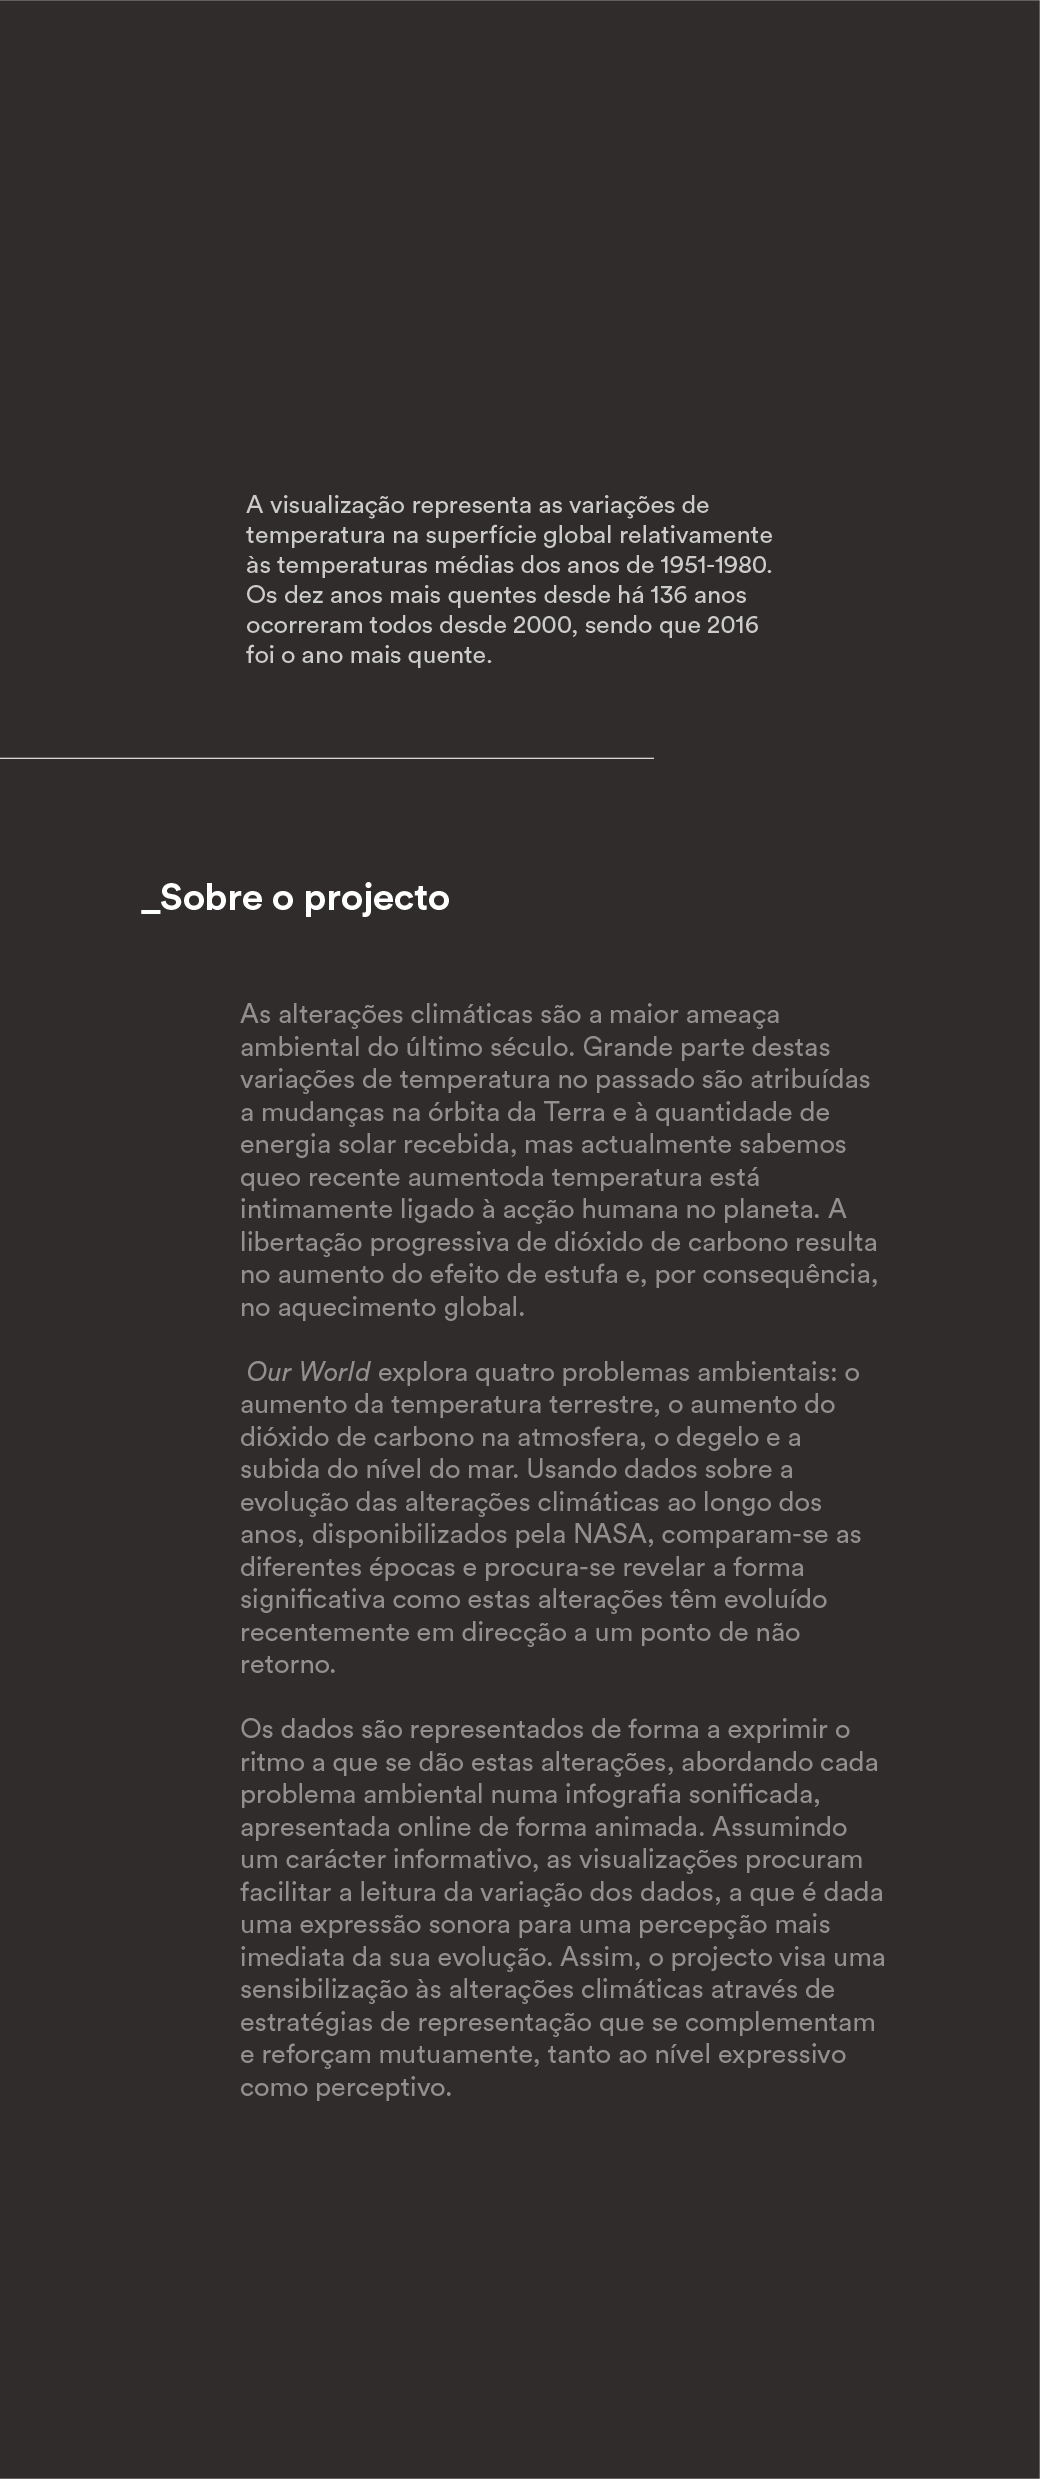 A visualização representa as variações de
temperatura na superfície global relativamente
às temperaturas médias dos anos de 1951-1980.
Os dez anos mais quentes desde há 136 anos
ocorreram todos desde 2000, sendo que 2016
foi o ano mais quente.
_Sobre o projecto
As alterações climáticas são a maior ameaça
ambiental do último século. Grande parte destas
variações de temperatura no passado são atribuídas
a mudanças na órbita da Terra e à quantidade de
energia solar recebida, mas actualmente sabemos
queo recente aumentoda temperatura está
intimamente ligado à acção humana no planeta. A
libertação progressiva de dióxido de carbono resulta
no aumento do efeito de estufa e, por consequência,
no aquecimento global.
Our World explora quatro problemas ambientais: o
aumento da temperatura terrestre, o aumento do
dióxido de carbono na atmosfera, o degelo e a
subida do nível do mar. Usando dados sobre a
evolução das alterações climáticas ao longo dos
anos, disponibilizados pela NASA, comparam-se as
diferentes épocas e procura-se revelar a forma
significativa como estas alterações têm evoluído
recentemente em direcção a um ponto de não
retorno.
Os dados são representados de forma a exprimir o
ritmo a que se dão estas alterações, abordando cada
problema ambiental numa infografia sonificada,
apresentada online de forma animada. Assumindo
um carácter informativo, as visualizações procuram
facilitar a leitura da variação dos dados, a que é dada
uma expressão sonora para uma percepção mais
imediata da sua evolução. Assim, o projecto visa uma
sensibilização às alterações climáticas através de
estratégias de representação que se complementam
e reforçam mutuamente, tanto ao nível expressivo
como perceptivo.